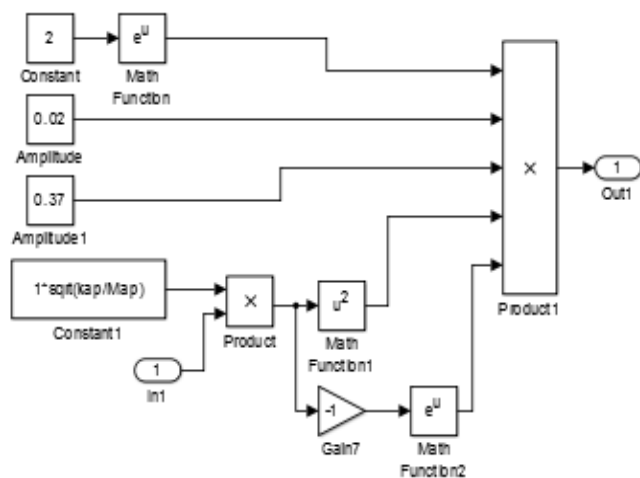 2
Constant
e^u
Math
Function
0.02
Amplitude
0.37
Amplitude1
1*sqrt(kap/Map)
Constant1
1
In1
×
Product
u^2
Math
Function1
-1
Gain7
e^u
Math
Function2
×
Product1
1
Out1